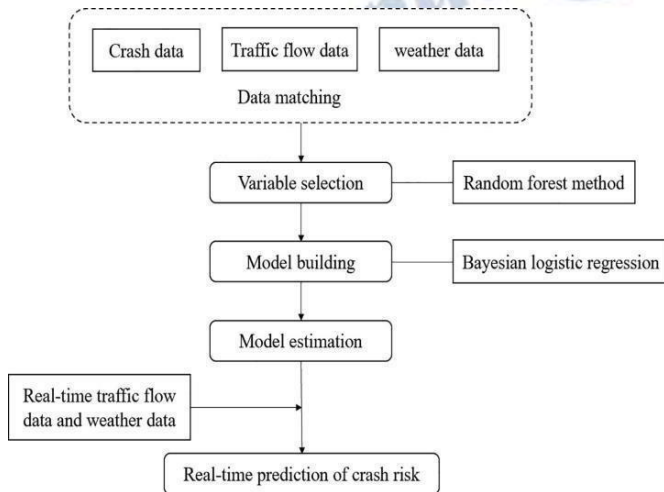 Crash data
Traffic flow data
weather data
Data matching
Variable selection
Random forest method
Model building
Bayesian logistic regression
Model estimation
Real-time traffic flow
data and weather data
Real-time prediction of crash risk